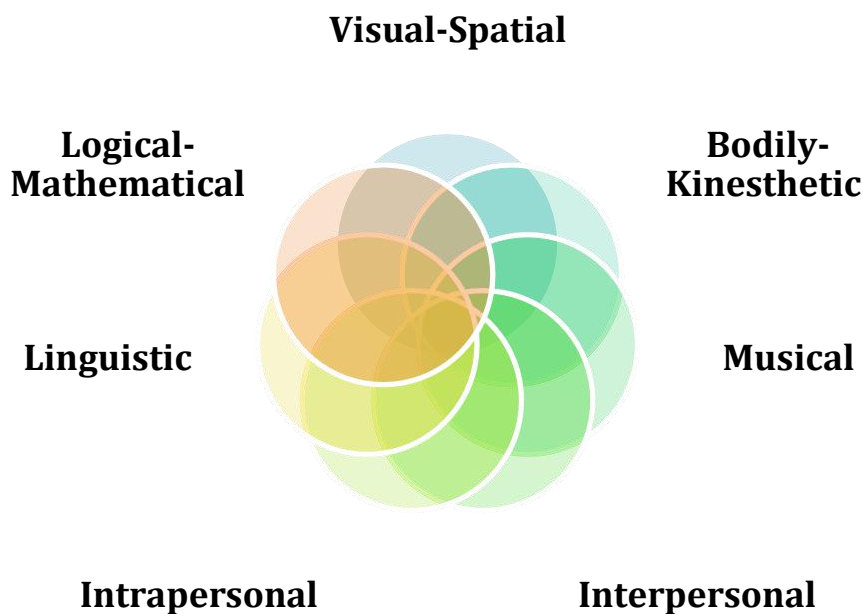 Visual-Spatial
Logical-
Mathematical
Bodily-
Kinesthetic
Linguistic
Musical
Intrapersonal
Interpersonal